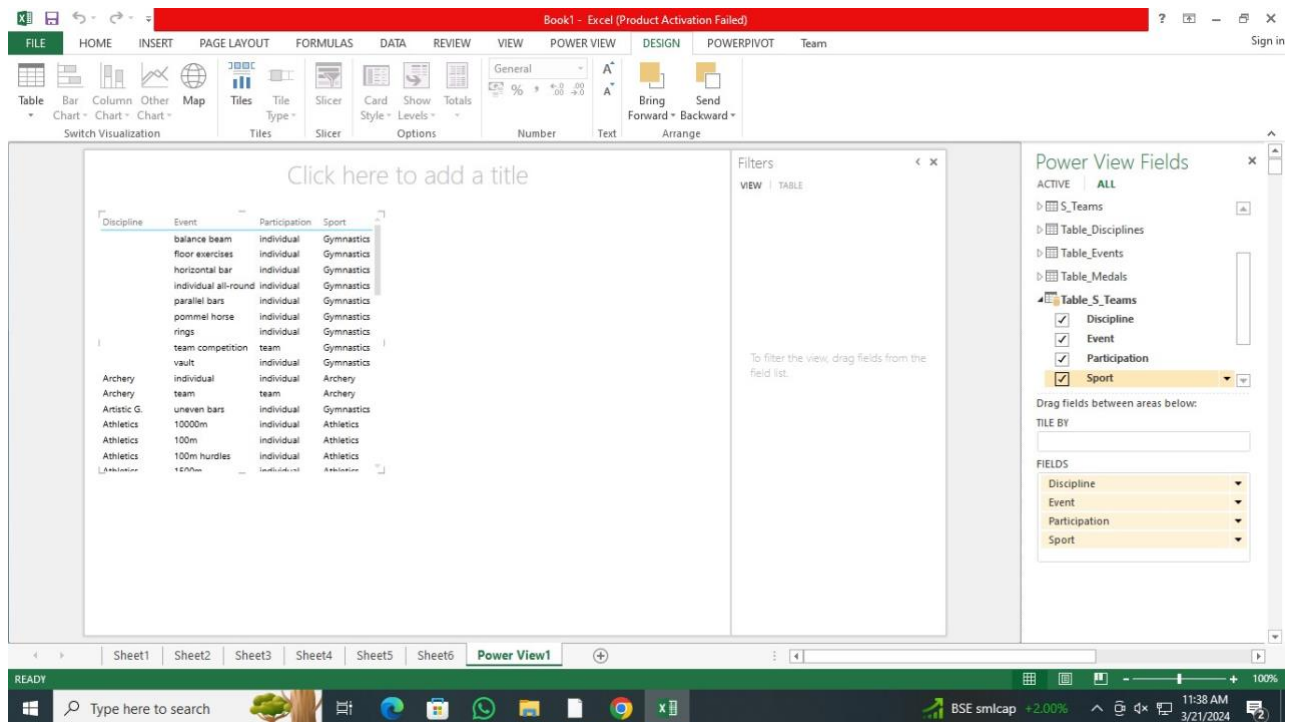 Book1 - Excel (Product Activation Failed)
FILE HOME INSERT PAGE LAYOUT FORMULAS DATA REVIEW VIEW POWER VIEW DESIGN POWERPIVOT Team Sign in
General
Table Bar Chart Column Chart Other Chart Map Tiles Tile Type Slicer Card Style Show Levels Totals % Bring Forward Send Backward
Switch Visualization Tiles Slicer Options Number Text Arrange
Click here to add a title
Discipline Event Participation Sport
balance beam individual Gymnastics
floor exercises individual Gymnastics
horizontal bar individual Gymnastics
individual all-round individual Gymnastics
parallel bars individual Gymnastics
pommel horse individual Gymnastics
rings individual Gymnastics
team competition team Gymnastics
vault individual Gymnastics
Archery individual individual Archery
Archery team team Archery
Artistic G. uneven bars individual Gymnastics
Athletics 10000m individual Athletics
Athletics 100m individual Athletics
Athletics 100m hurdles individual Athletics
Athletics 1500m individual Athletics
Filters
VIEW TABLE
To filter the view, drag fields from the
field list.
Power View Fields
ACTIVE ALL
S_Teams
Table_Disciplines
Table_Events
Table_Medals
Table_S_Teams
Discipline
Event
Participation
Sport
Drag fields between areas below:
TILE BY
FIELDS
Discipline
Event
Participation
Sport
Sheet1 Sheet2 Sheet3 Sheet4 Sheet5 Sheet6 Power View1
READY 100%
Type here to search BSE smlcap +2.00% 11:38 AM
3/21/2024 2